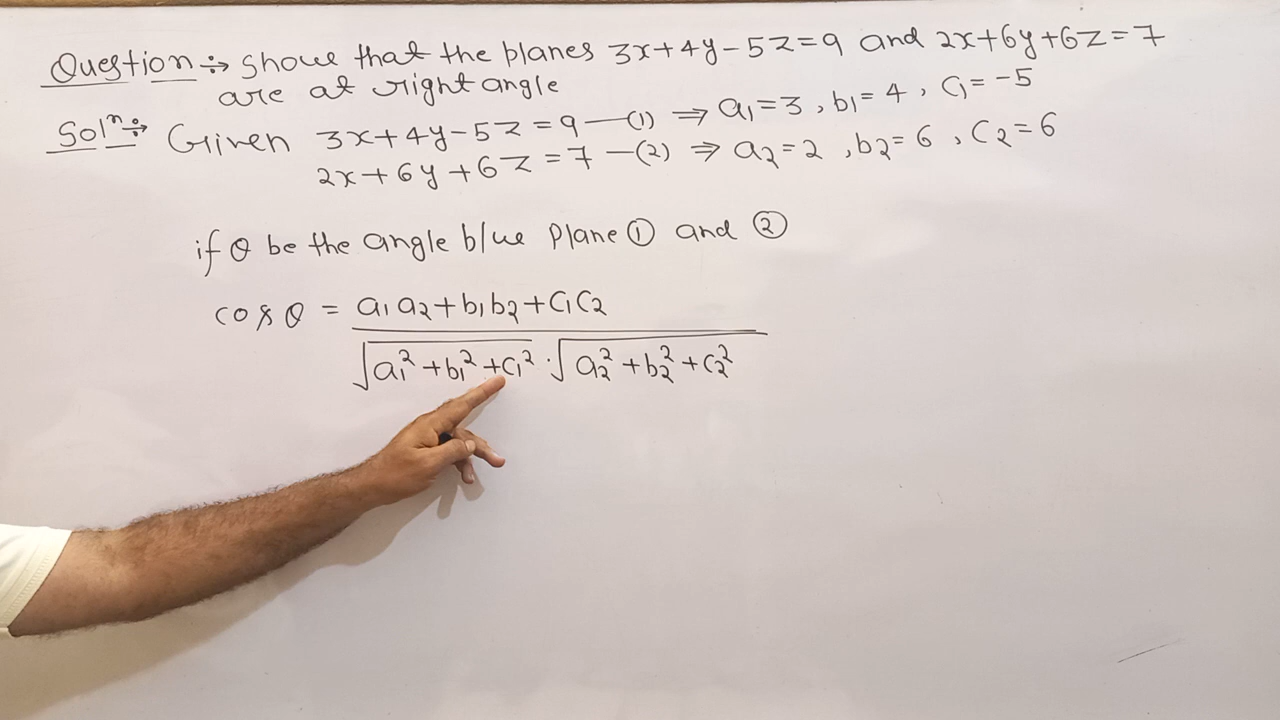 Question :-> Show that the planes 3x+4y-5z=9 and 2x+6y+6z=7
are at right angle
Solⁿ :-> Given 3x+4y-5z=9 —(1) ⇒ a₁=3, b₁=4, c₁=-5
2x+6y+6z=7 —(2) ⇒ a₂=2, b₂=6, c₂=6
if θ be the angle b/w plane ① and ②
cos θ = a₁a₂+b₁b₂+c₁c₂
√a₁²+b₁²+c₁² · √a₂²+b₂²+c₂²